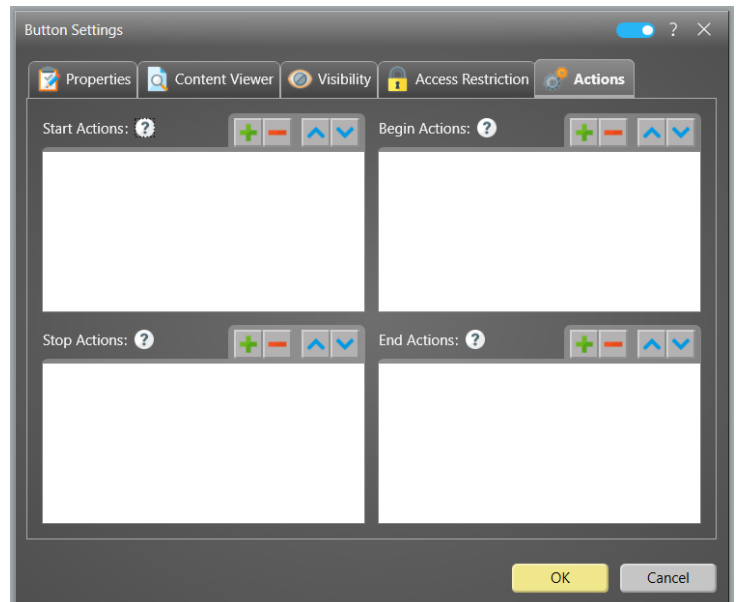 Button Settings
?
Properties
Content Viewer
Visibility
Access Restriction
Actions
Start Actions: ?
Begin Actions: ?
Stop Actions: ?
End Actions: ?
OK
Cancel